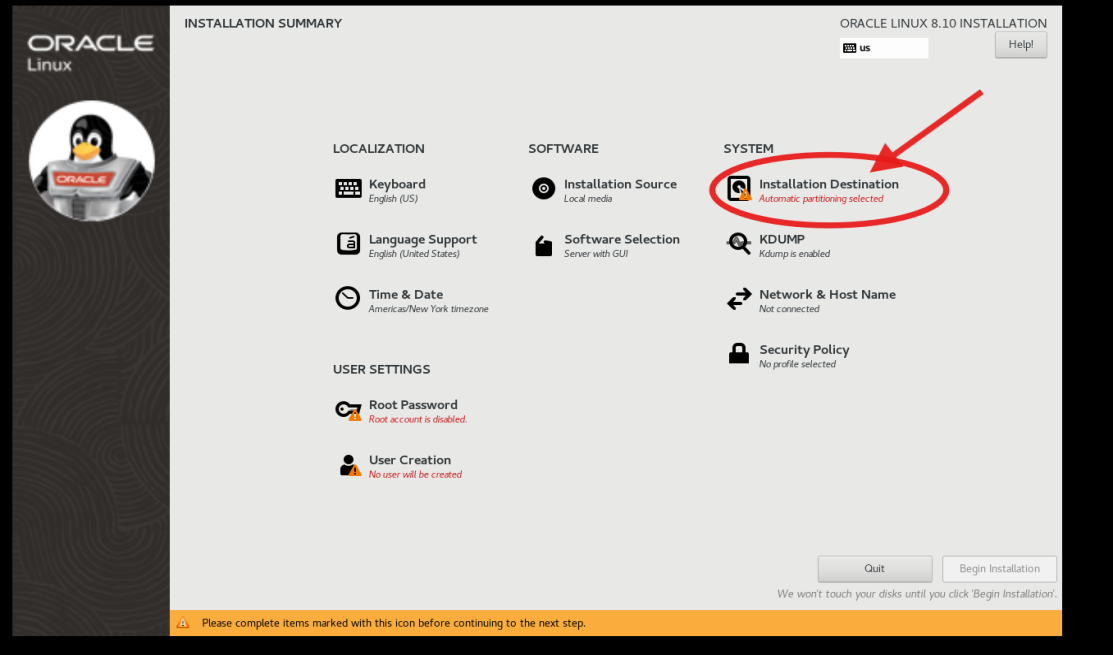 ORACLE
Linux
ORACLE
INSTALLATION SUMMARY
ORACLE LINUX 8.10 INSTALLATION
us
Help!
LOCALIZATION
Keyboard
English (US)
Language Support
English (United States)
Time & Date
Americas/New York timezone
SOFTWARE
Installation Source
Local media
Software Selection
Server with GUI
SYSTEM
Installation Destination
Automatic partitioning selected
KDUMP
Kdump is enabled
Network & Host Name
Not connected
Security Policy
No profile selected
USER SETTINGS
Root Password
Root account is disabled.
User Creation
No user will be created
Quit
Begin Installation
We won't touch your disks until you click 'Begin Installation'.
Please complete items marked with this icon before continuing to the next step.